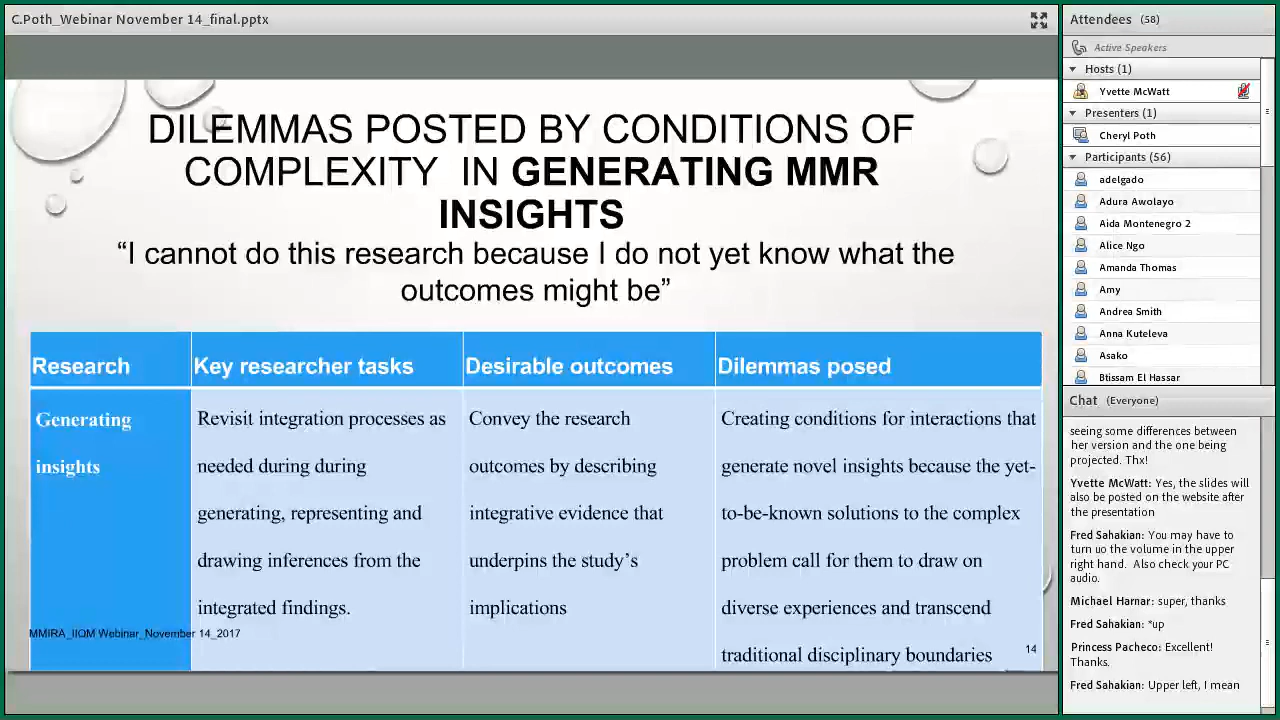 C.Poth_Webinar November 14_final.pptx
DILEMMAS POSTED BY CONDITIONS OF
COMPLEXITY IN GENERATING MMR
INSIGHTS
“I cannot do this research because I do not yet know what the
outcomes might be”
Research
Key researcher tasks
Desirable outcomes
Dilemmas posed
Generating
insights
Revisit integration processes as
needed during during
generating, representing and
drawing inferences from the
integrated findings.
Convey the research
outcomes by describing
integrative evidence that
underpins the study’s
implications
Creating conditions for interactions that
generate novel insights because the yet-
to-be-known solutions to the complex
problem call for them to draw on
diverse experiences and transcend
traditional disciplinary boundaries
MMIRA_IIQM Webinar_November 14_2017
14
Attendees (58)
Active Speakers
Hosts (1)
Yvette McWatt
Presenters (1)
Cheryl Poth
Participants (56)
adelgado
Adura Awolayo
Aida Montenegro 2
Alice Ngo
Amanda Thomas
Amy
Andrea Smith
Anna Kuteleva
Asako
Btissam El Hassar
Chat (Everyone)
seeing some differences between
her version and the one being
projected. Thx!
Yvette McWatt: Yes, the slides will
also be posted on the website after
the presentation
Fred Sahakian: You may have to
turn uo the volume in the upper
right hand. Also check your PC
audio.
Michael Harnar: super, thanks
Fred Sahakian: *up
Princess Pacheco: Excellent!
Thanks.
Fred Sahakian: Upper left, I mean